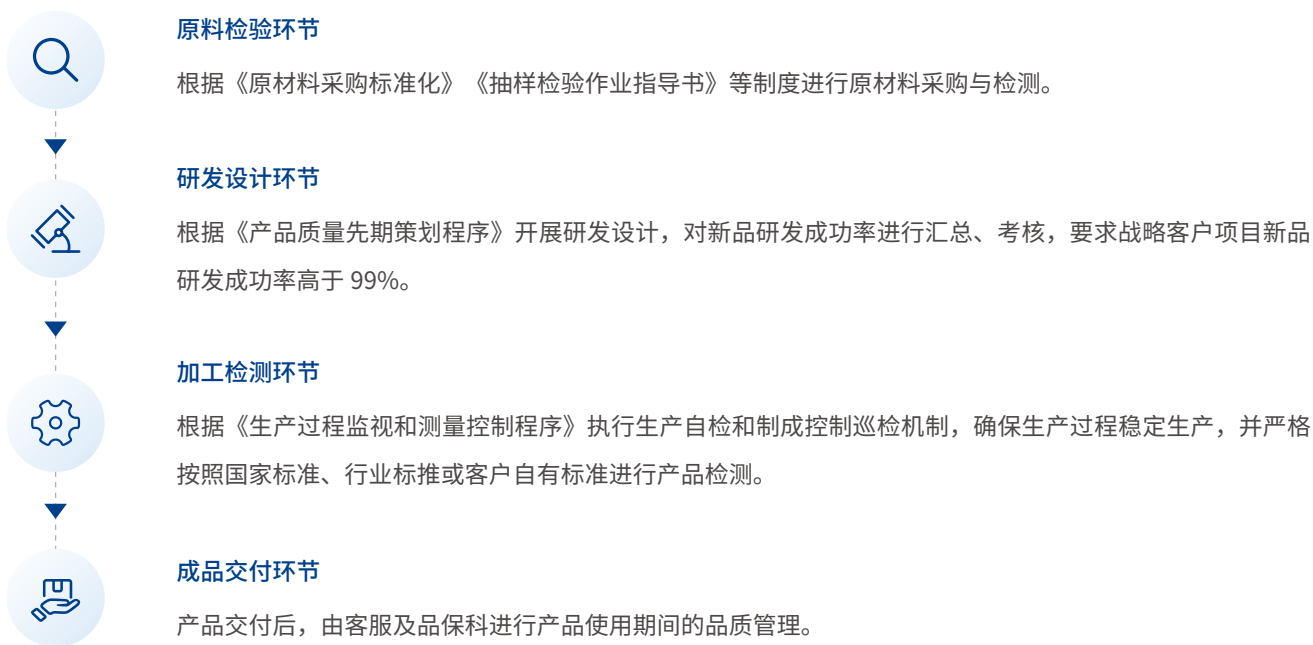 原料检验环节
根据《原材料采购标准化》《抽样检验作业指导书》等制度进行原材料采购与检测。
研发设计环节
根据《产品质量先期策划程序》开展研发设计，对新品研发成功率进行汇总、考核，要求战略客户项目新品
研发成功率高于 99%。
加工检测环节
根据《生产过程监视和测量控制程序》执行生产自检和制成控制巡检机制，确保生产过程稳定生产，并严格
按照国家标准、行业标推或客户自有标准进行产品检测。
成品交付环节
产品交付后，由客服及品保科进行产品使用期间的品质管理。